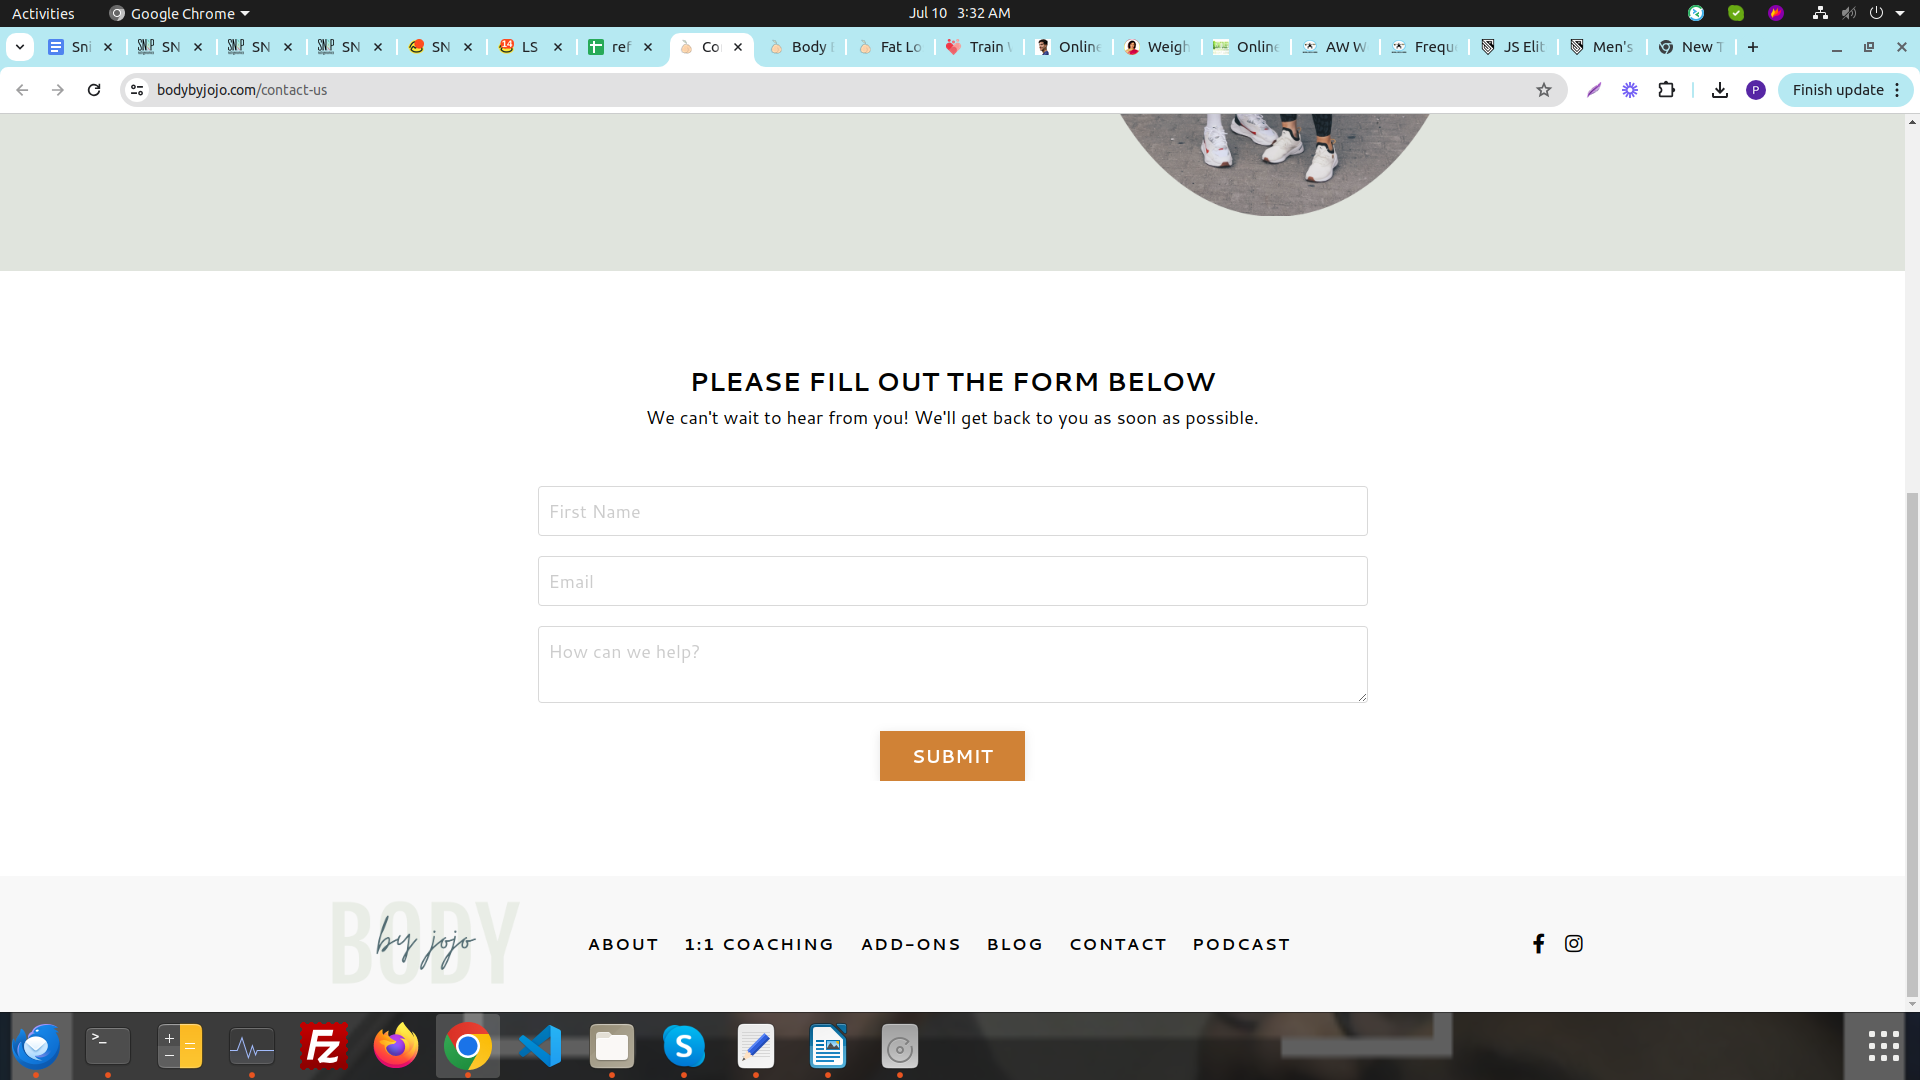 Activities Google Chrome Jul 10 3:32 AM
Sni SN SN SN SN LS ref Co Body Fat Lo Train Online Weigh Online AW W Frequ JS Elit Men's New T
bodybyjojo.com/contact-us P Finish update
PLEASE FILL OUT THE FORM BELOW
We can't wait to hear from you! We'll get back to you as soon as possible.
First Name
Email
How can we help?
SUBMIT
BODY
by jojo
ABOUT 1:1 COACHING ADD-ONS BLOG CONTACT PODCAST